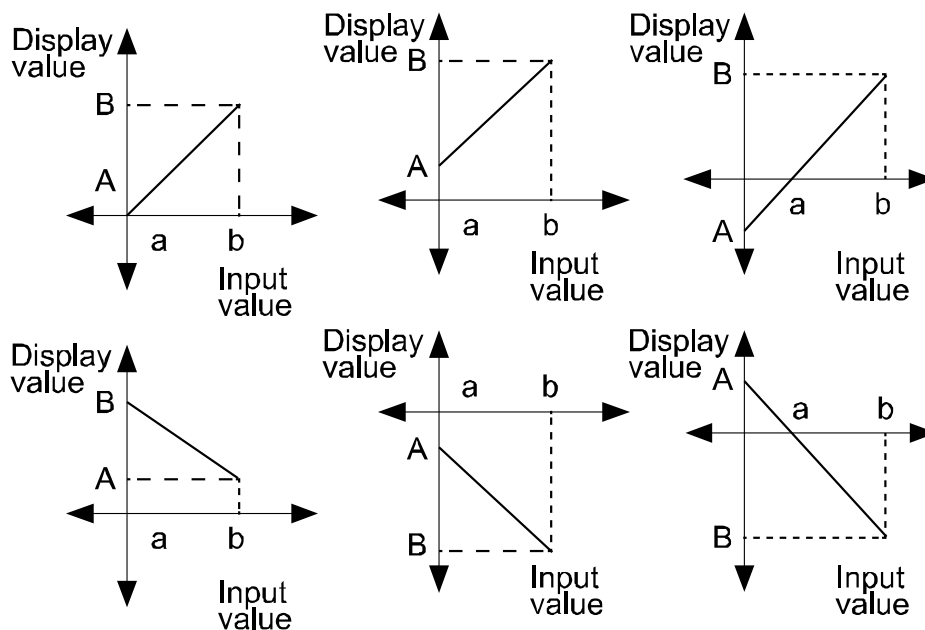 Display
value
B
A
a
b
Input
value
Display
value
B
A
a
b
Input
value
Display
value
B
a
b
A
Input
value
Display
value
B
A
a
b
Input
value
Display
value
a
b
A
B
Input
value
Display
value
A
a
b
B
Input
value